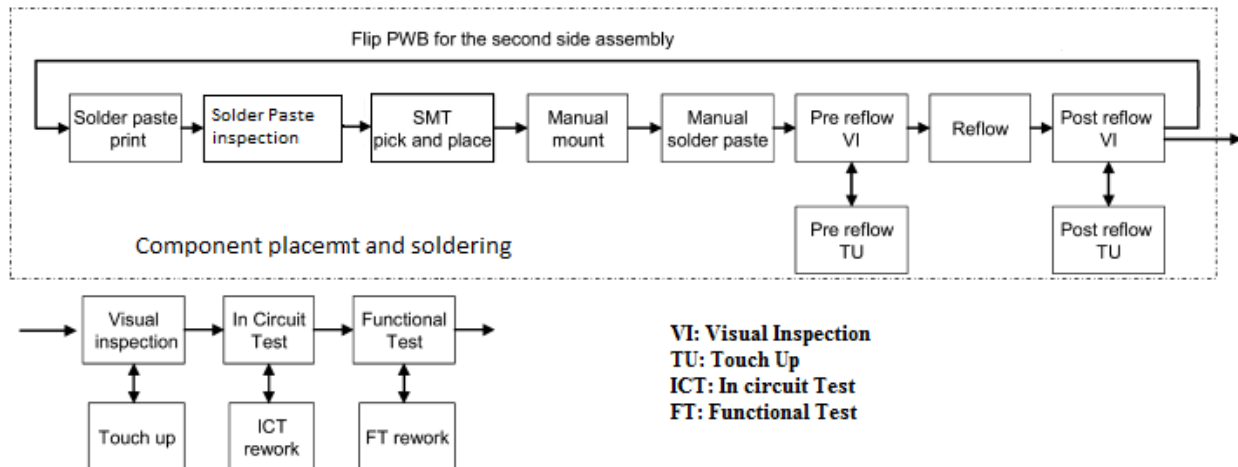 Flip PWB for the second side assembly
Solder paste
print
Solder Paste
inspection
SMT
pick and place
Manual
mount
Manual
solder paste
Pre reflow
VI
Reflow
Post reflow
VI
Pre reflow
TU
Post reflow
TU
Component placemt and soldering
Visual
inspection
In Circuit
Test
Functional
Test
Touch up
ICT
rework
FT rework
VI: Visual Inspection
TU: Touch Up
ICT: In circuit Test
FT: Functional Test